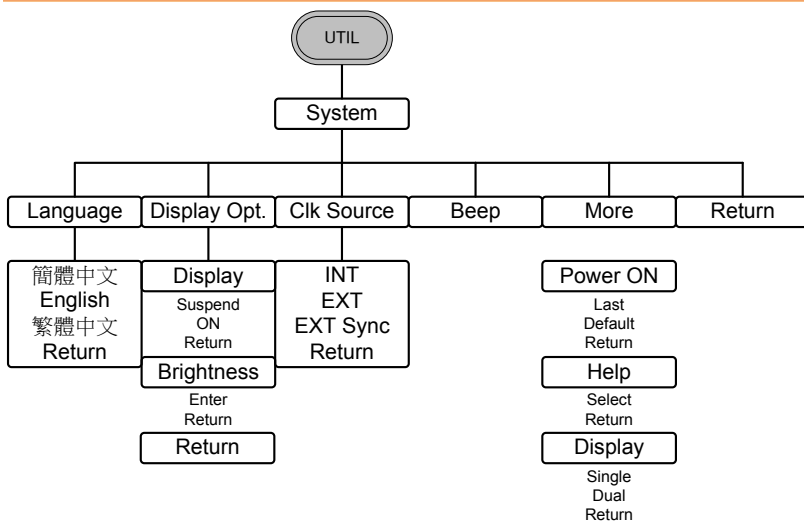 UTIL
System
Language
Display Opt.
Clk Source
Beep
More
Return
簡體中文
English
繁體中文
Return
Display
Suspend
ON
Return
Brightness
Enter
Return
Return
INT
EXT
EXT Sync
Return
Power ON
Last
Default
Return
Help
Select
Return
Display
Single
Dual
Return